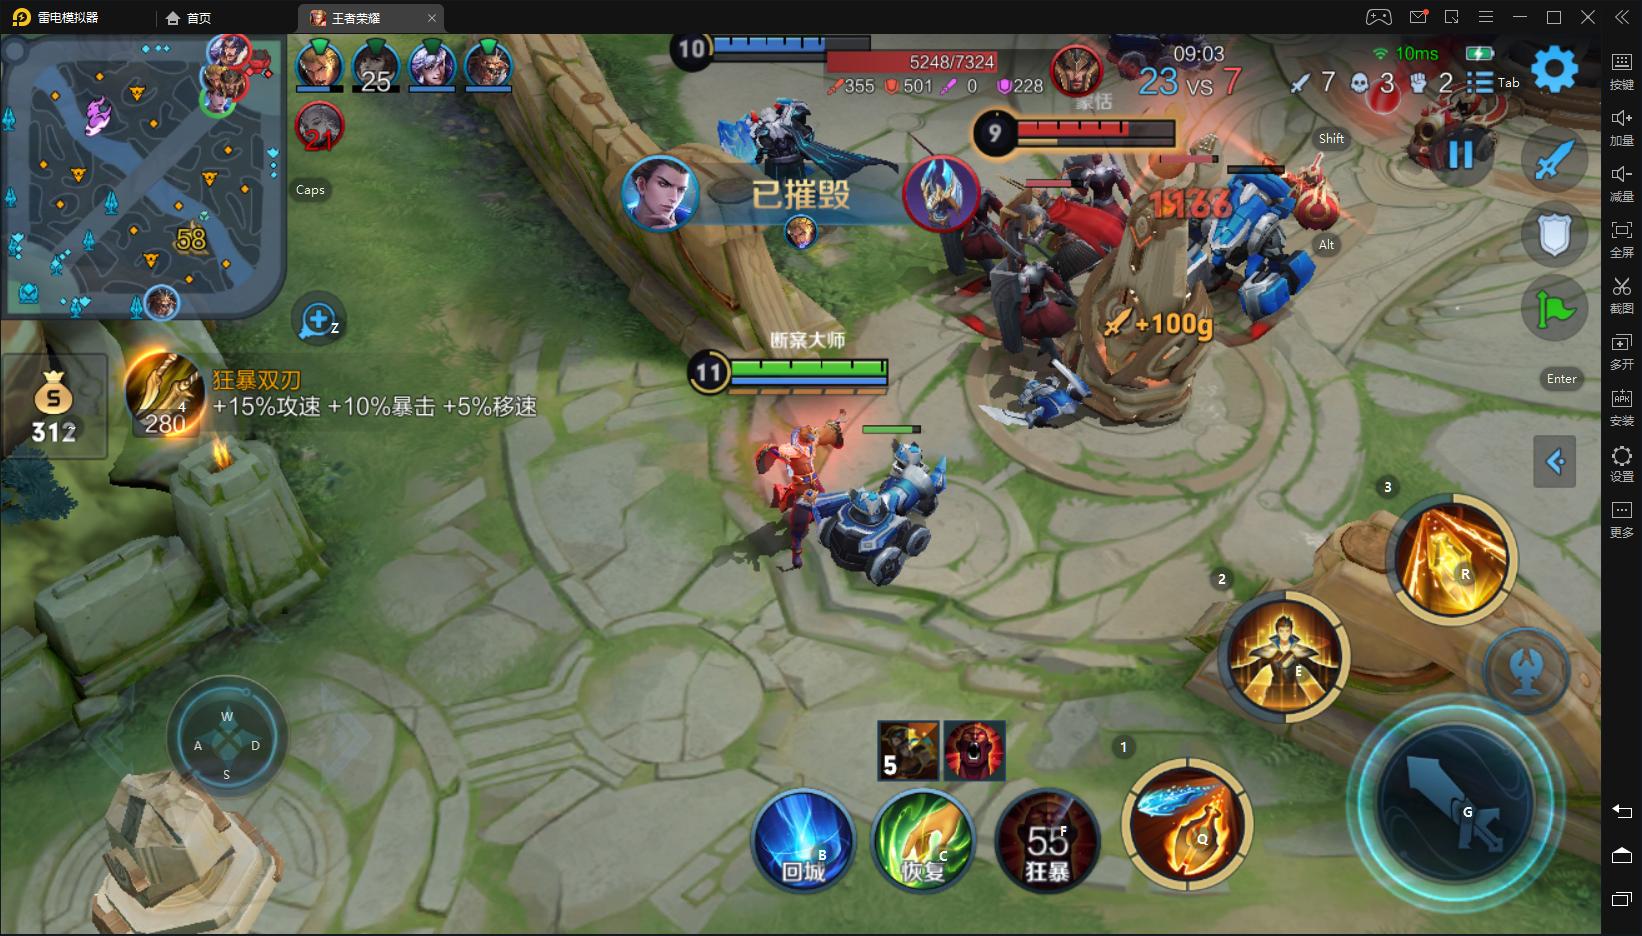 雷电模拟器
首页
王者荣耀
10
5248/7324
355 501 0 228
09:03
23 vs 7
10ms
7 3 2
Tab
25
21
Caps
Shift
蒙恬
9
已摧毁
Alt
58
Z
+100g
断案大师
11
312
狂暴双刃
+15%攻速 +10%暴击 +5%移速
4
280
Enter
按键
加量
减量
全屏
截图
多开
安装
设置
更多
3
R
2
E
W
A
D
S
5
1
B
回城
C
恢复
55
F
狂暴
Q
G
APK